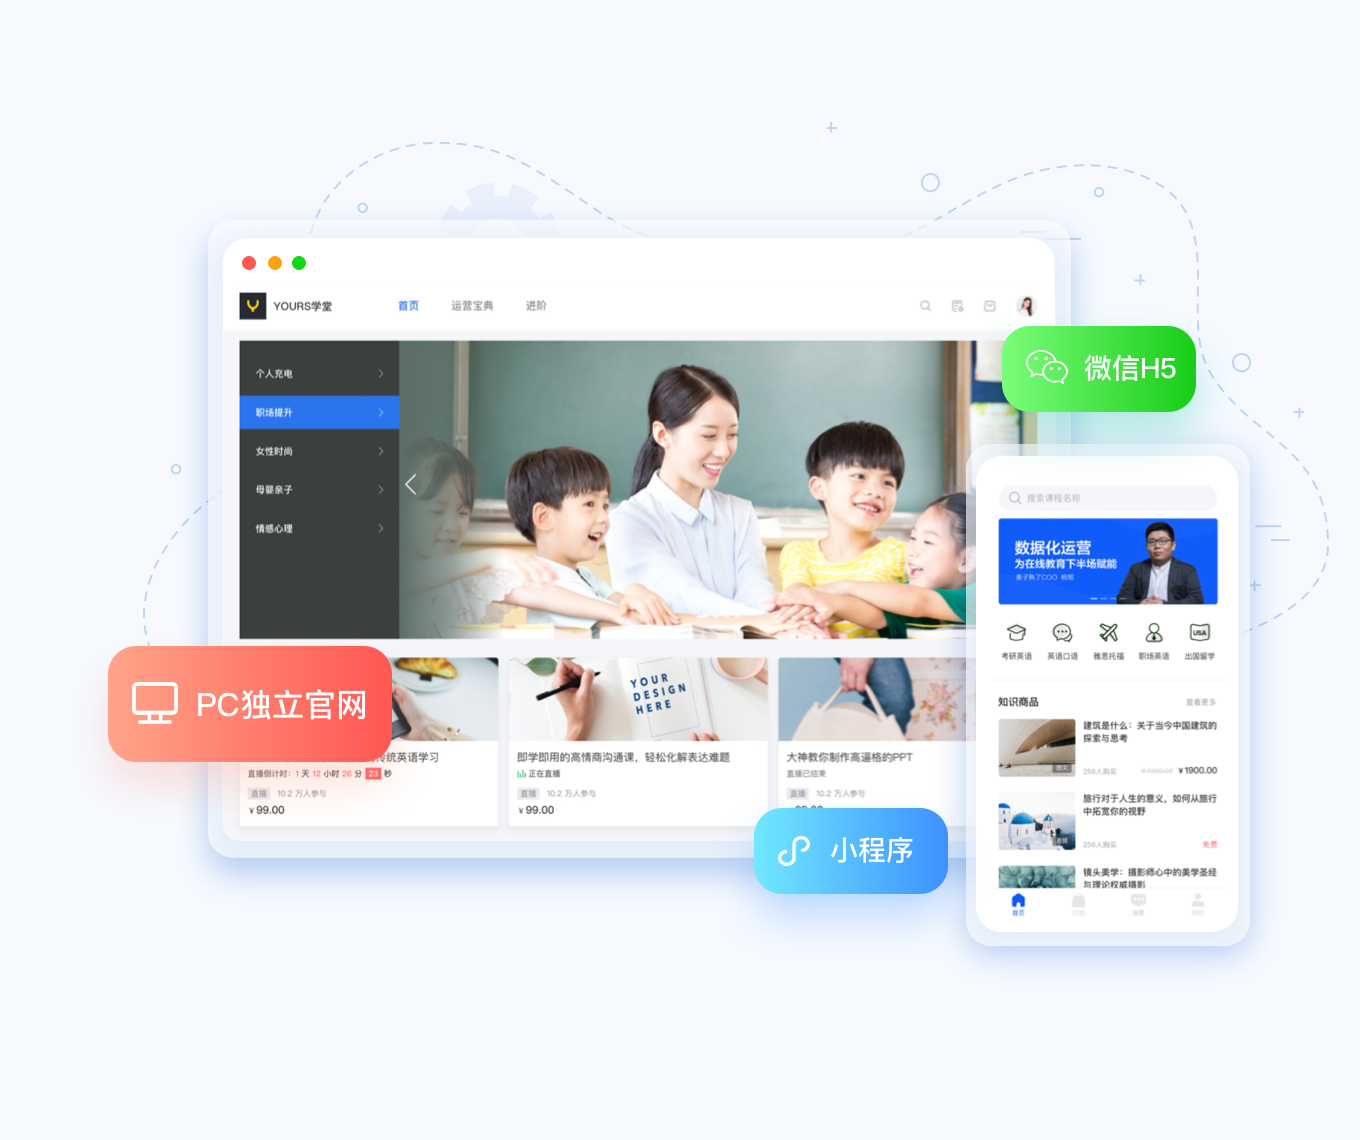 YOURS学堂
首页
运营宝典
进阶
个人充电
职场提升
女性时尚
母婴亲子
情感心理
微信H5
PC独立官网
传统英语学习
直播倒计时：1 天 12 小时 26 分 23 秒
直播 10.2 万人参与
¥ 99.00
YOUR
DESIGN
HERE
即学即用的高情商沟通课，轻松化解表达难题
正在直播
直播 10.2 万人参与
¥ 99.00
大神教你制作高逼格的PPT
直播已结束
直播 10.2 万人参与
99.00
小程序
搜索课程名称
数据化运营
为在线教育下半场赋能
考研英语
英语口语
雅思托福
职场英语
USA
出国留学
知识商品
查看更多
建筑是什么：关于当今中国建筑的
探索与思考
256人购买
¥1900.00
¥1900.00
旅行对于人生的意义，如何从旅行
中拓宽你的视野
256人购买
免费
镜头美学：摄影师心中的美学圣经
与理论权威摄影
首页
已购
我的